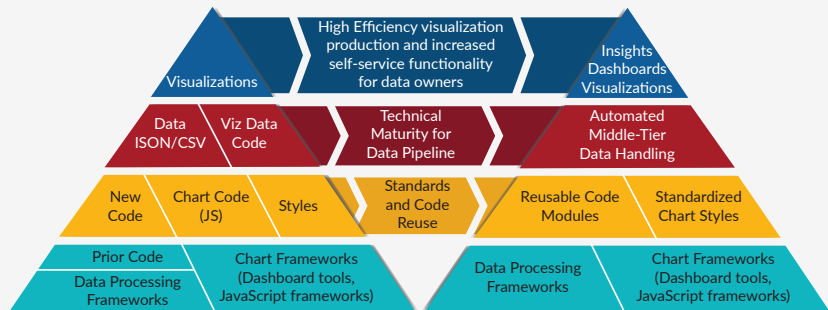 Visualizations
High Efficiency visualization
production and increased
self-service functionality
for data owners
Insights
Dashboards
Visualizations
Data
ISON/CSV
Viz Data
Code
Technical
Maturity for
Data Pipeline
Automated
Middle-Tier
Data Handling
New
Code
Chart Code
(JS)
Styles
Standards
and Code
Reuse
Reusable Code
Modules
Standardized
Chart Styles
Prior Code
Data Processing
Frameworks
Chart Frameworks
(Dashboard tools,
JavaScript frameworks)
Data Processing
Frameworks
Chart Frameworks
(Dashboard tools,
JavaScript frameworks)